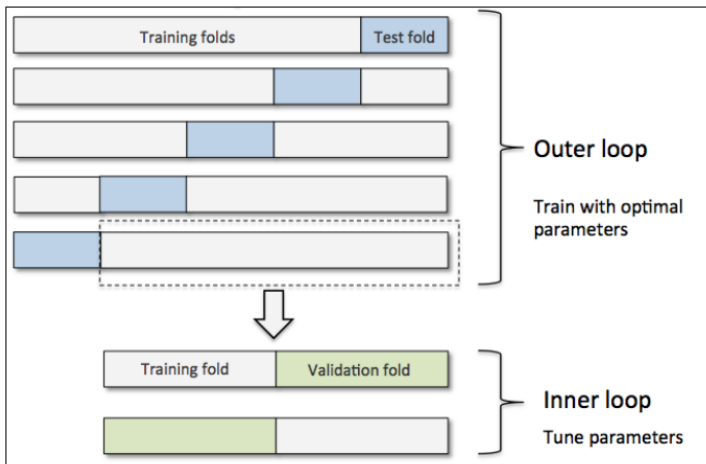 Training folds
Test fold
Outer loop
Train with optimal
parameters
Training fold
Validation fold
Inner loop
Tune parameters